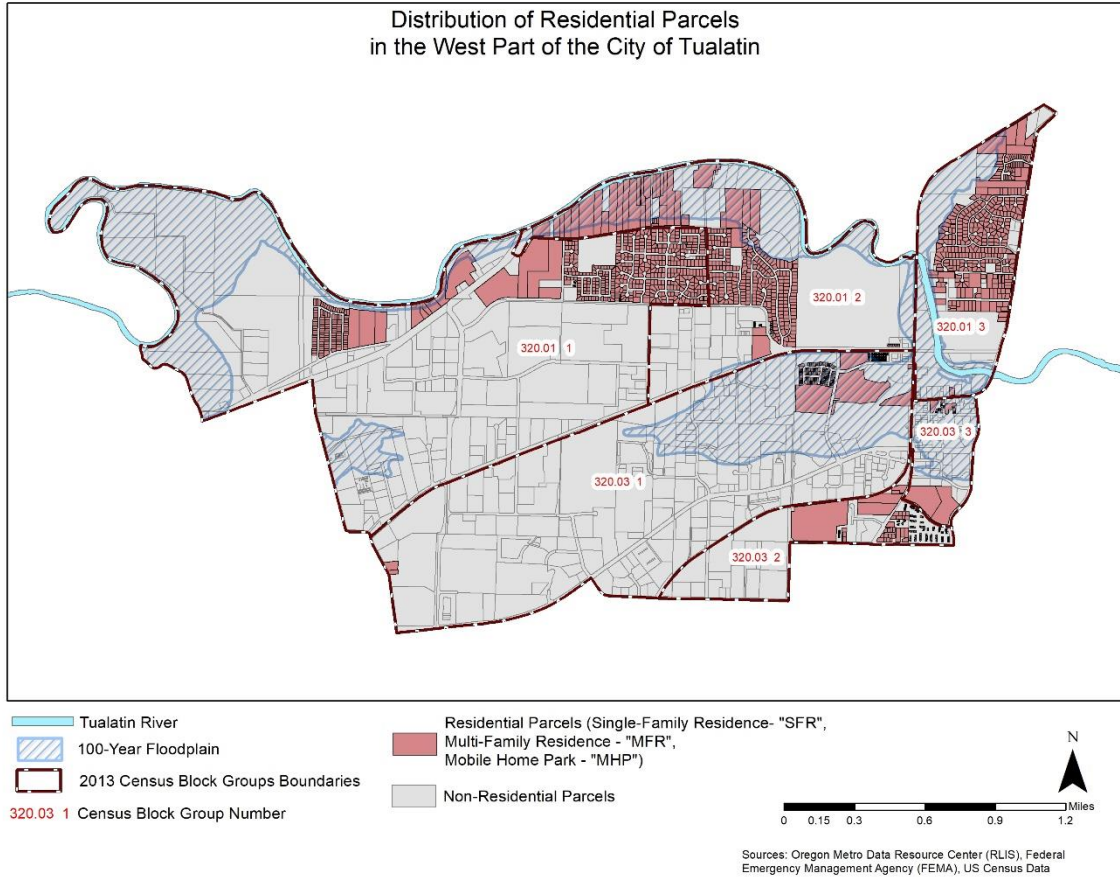 Distribution of Residential Parcels
in the West Part of the City of Tualatin
320.01 2
320.01 3
320.01 1
320.03 3
320.03 1
320.03 2
Tualatin River
100-Year Floodplain
2013 Census Block Groups Boundaries
320.03 1 Census Block Group Number
Residential Parcels (Single-Family Residence- "SFR",
Multi-Family Residence - "MFR",
Mobile Home Park - "MHP")
Non-Residential Parcels
N
Miles
0 0.15 0.3 0.6 0.9 1.2
Sources: Oregon Metro Data Resource Center (RLIS), Federal
Emergency Management Agency (FEMA), US Census Data